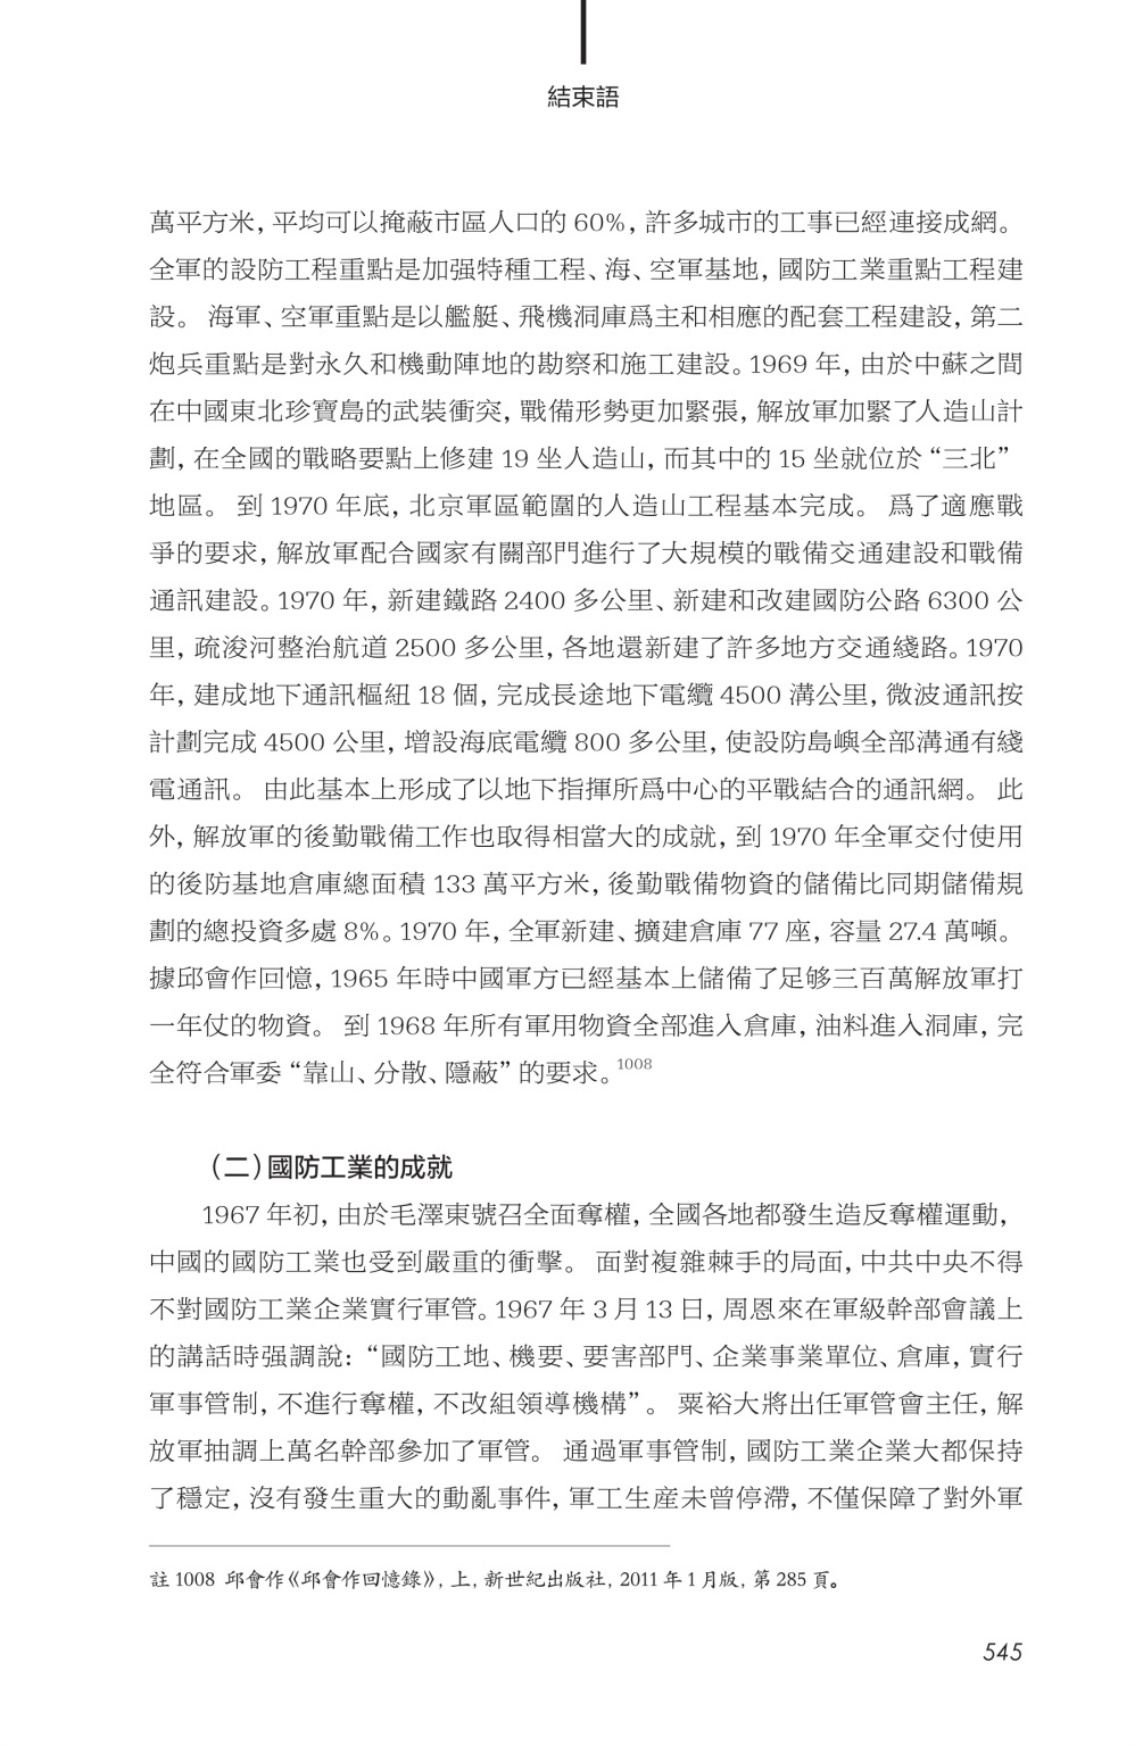 結束語
萬平方米，平均可以掩蔽市區人口的 60%，許多城市的工事已經連接成網。
全軍的設防工程重點是加强特種工程、海、空軍基地，國防工業重點工程建
設。 海軍、空軍重點是以艦艇、飛機洞庫爲主和相應的配套工程建設，第二
炮兵重點是對永久和機動陣地的勘察和施工建設。1969 年，由於中蘇之間
在中國東北珍寶島的武裝衝突，戰備形勢更加緊張，解放軍加緊了人造山計
劃，在全國的戰略要點上修建 19 坐人造山，而其中的 15 坐就位於“三北”
地區。 到 1970 年底，北京軍區範圍的人造山工程基本完成。 爲了適應戰
爭的要求，解放軍配合國家有關部門進行了大規模的戰備交通建設和戰備
通訊建設。1970 年，新建鐵路 2400 多公里、新建和改建國防公路 6300 公
里，疏浚河整治航道 2500 多公里，各地還新建了許多地方交通綫路。1970
年，建成地下通訊樞紐 18 個，完成長途地下電纜 4500 溝公里，微波通訊按
計劃完成 4500 公里，增設海底電纜 800 多公里，使設防島嶼全部溝通有綫
電通訊。 由此基本上形成了以地下指揮所爲中心的平戰結合的通訊網。 此
外，解放軍的後勤戰備工作也取得相當大的成就，到 1970 年全軍交付使用
的後防基地倉庫總面積 133 萬平方米，後勤戰備物資的儲備比同期儲備規
劃的總投資多處 8%。1970 年，全軍新建、擴建倉庫 77 座，容量 27.4 萬噸。
據邱會作回憶，1965 年時中國軍方已經基本上儲備了足够三百萬解放軍打
一年仗的物資。 到 1968 年所有軍用物資全部進入倉庫，油料進入洞庫，完
全符合軍委“靠山、分散、隱蔽”的要求。1008
（二）國防工業的成就
1967 年初，由於毛澤東號召全面奪權，全國各地都發生造反奪權運動，
中國的國防工業也受到嚴重的衝擊。 面對複雜棘手的局面，中共中央不得
不對國防工業企業實行軍管。1967 年 3 月 13 日，周恩來在軍級幹部會議上
的講話時强調說：“國防工地、機要、要害部門、企業事業單位、倉庫，實行
軍事管制，不進行奪權，不改組領導機構”。 粟裕大將出任軍管會主任，解
放軍抽調上萬名幹部參加了軍管。 通過軍事管制，國防工業企業大都保持
了穩定，沒有發生重大的動亂事件，軍工生産未曾停滯，不僅保障了對外軍
註 1008 邱會作《邱會作回憶錄》，上，新世紀出版社，2011 年 1 月版，第 285 頁。
545